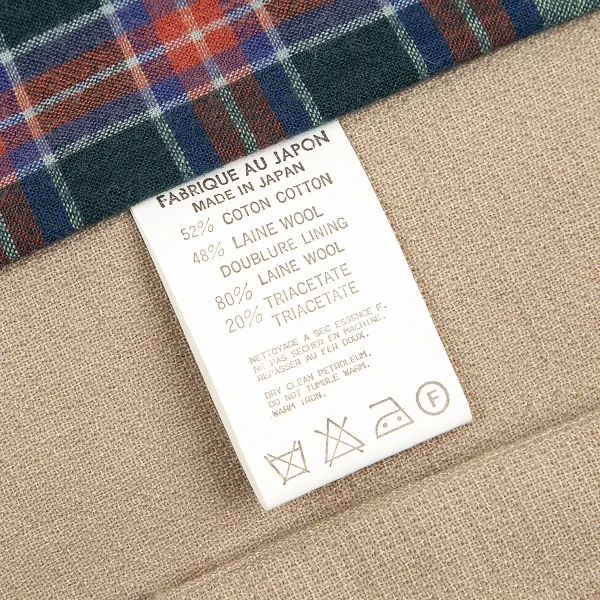 FABRIQUE AU JAPON
MADE IN JAPAN
52% COTON COTTON
48% LAINE WOOL
DOUBLURE LINING
80% LAINE WOOL
20% TRIACETATE
TRIACETATE
NETTOYAGE A SEC ESSENCE F.
NE PAS SECHER EN MACHINE.
REPASSER AU FER DOUX.
DRY CLEAN PETROLEUM.
DO NOT TUMBLE WARM.
WARM IRON.
F